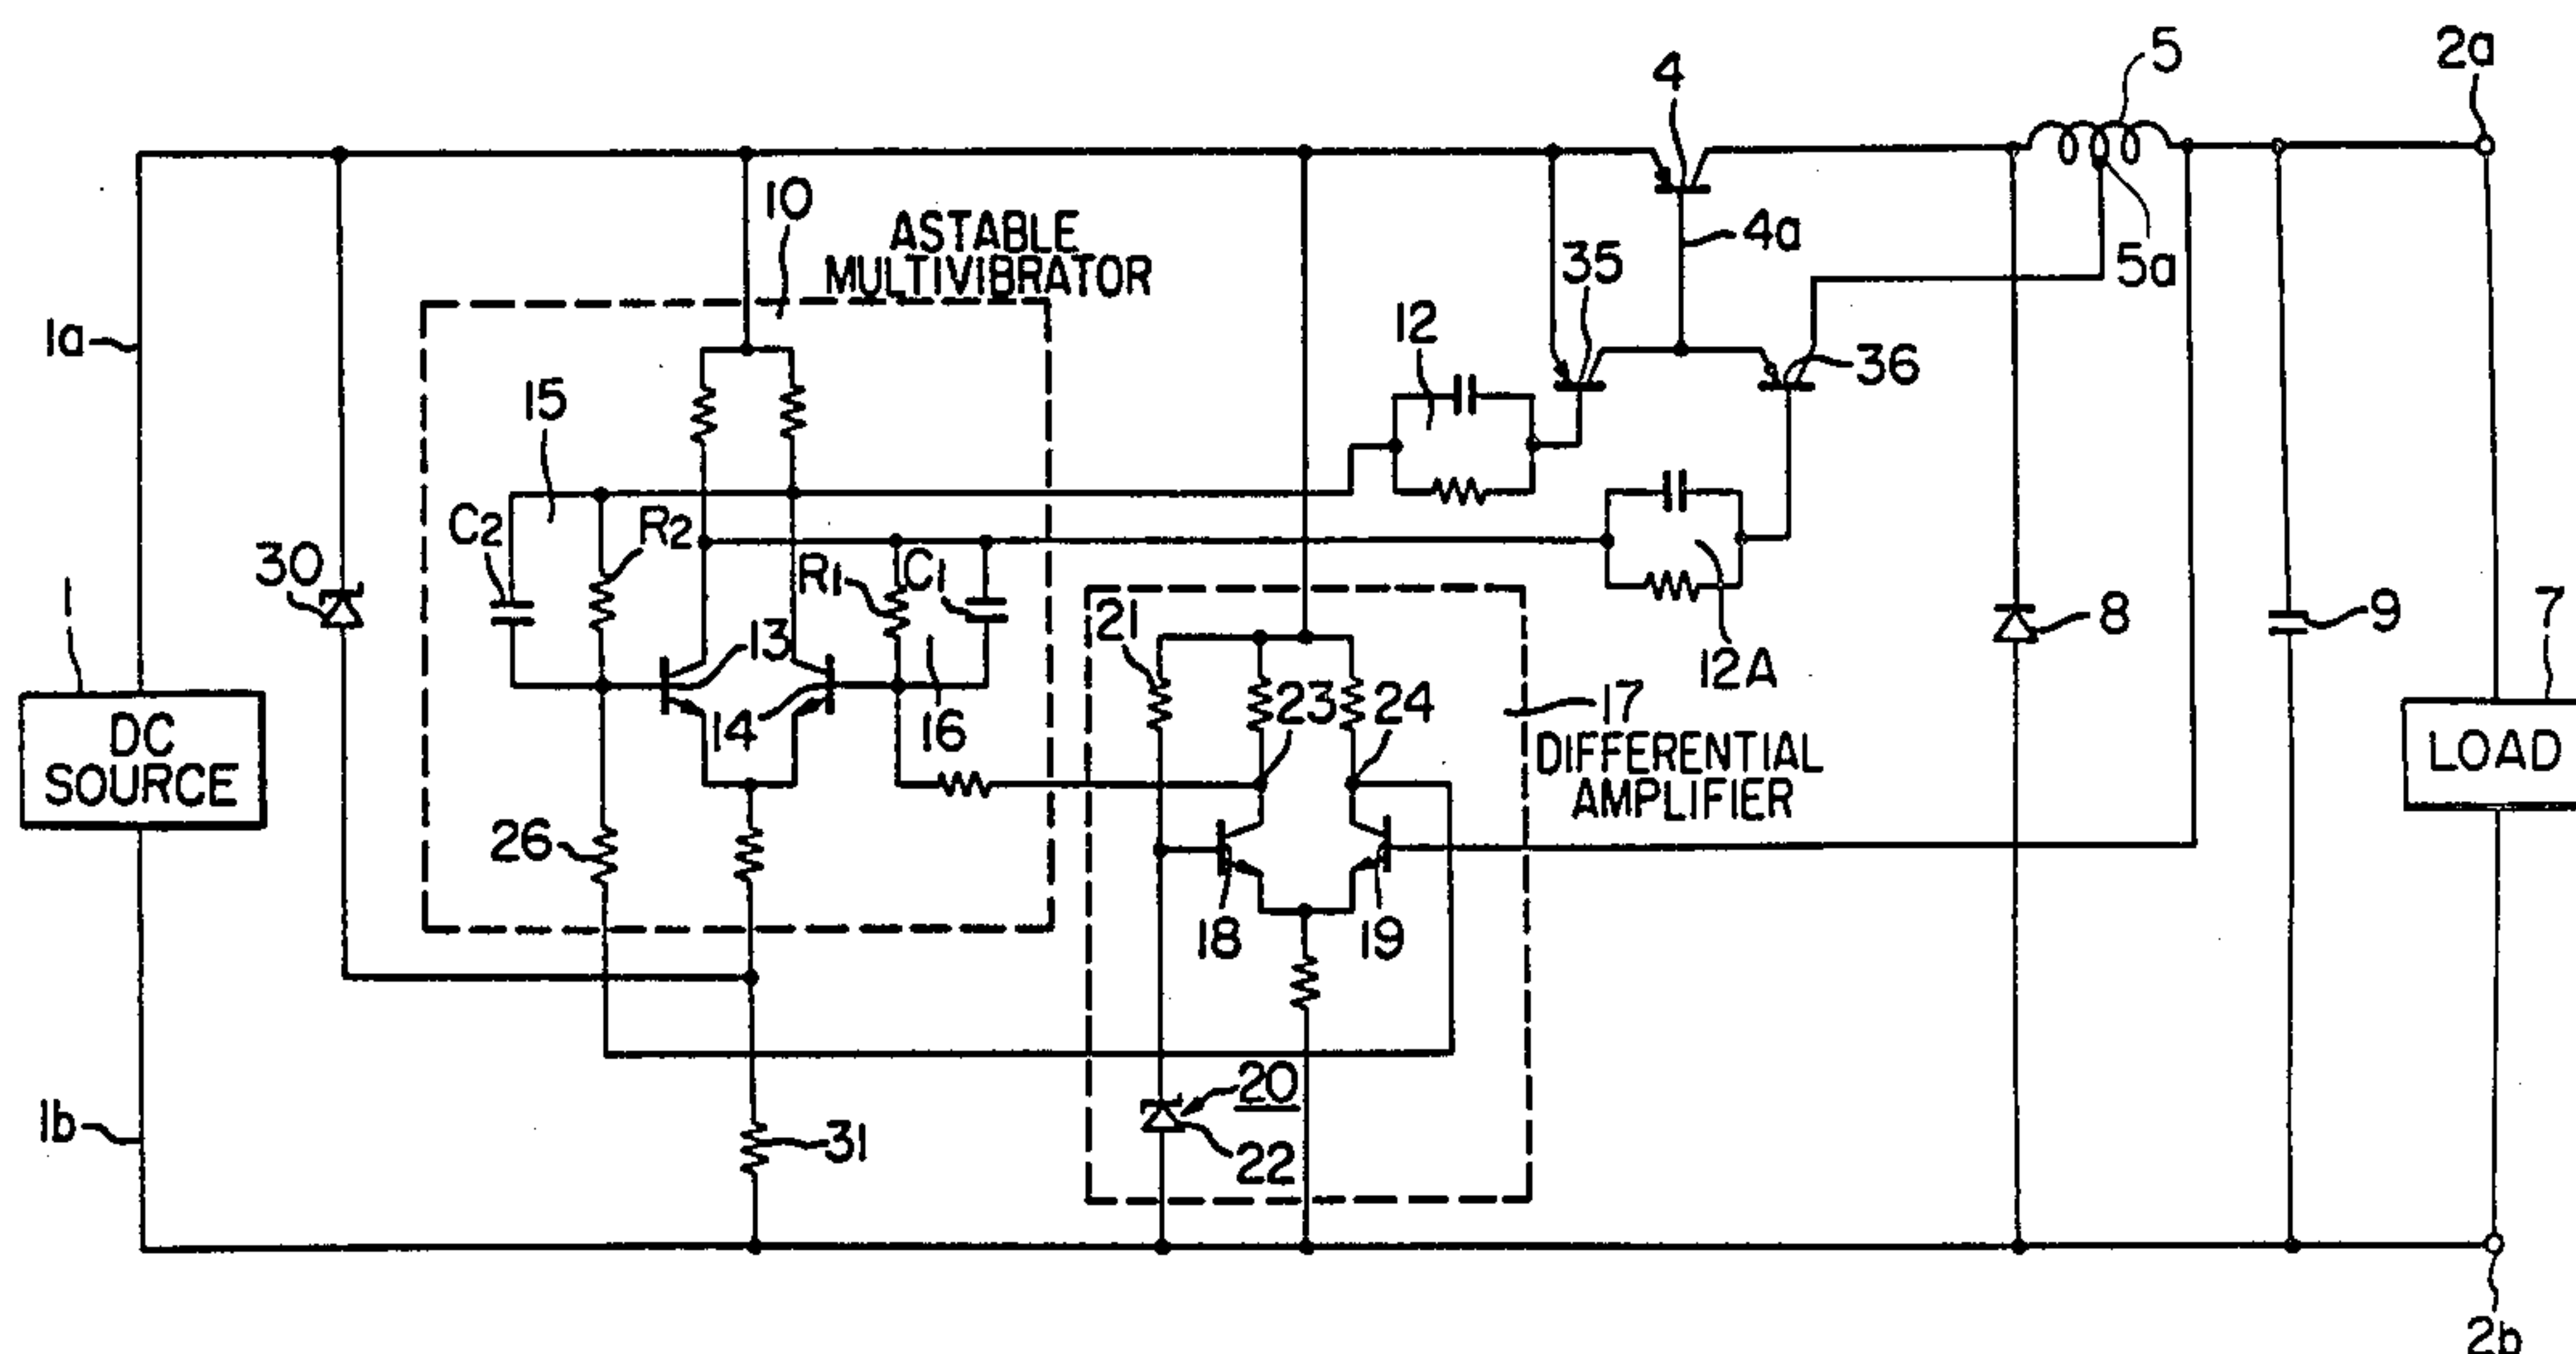 5
2a
4
10
ASTABLE
MULTIVIBRATOR
4a
35
5a
1a
12
36
15
C2
R2
30
R1
C1
1
21
8
9
7
13
12A
14
16
23
24
17
DC
SOURCE
DIFFERENTIAL
AMPLIFIER
LOAD
26
18
19
20
1b
31
22
2b